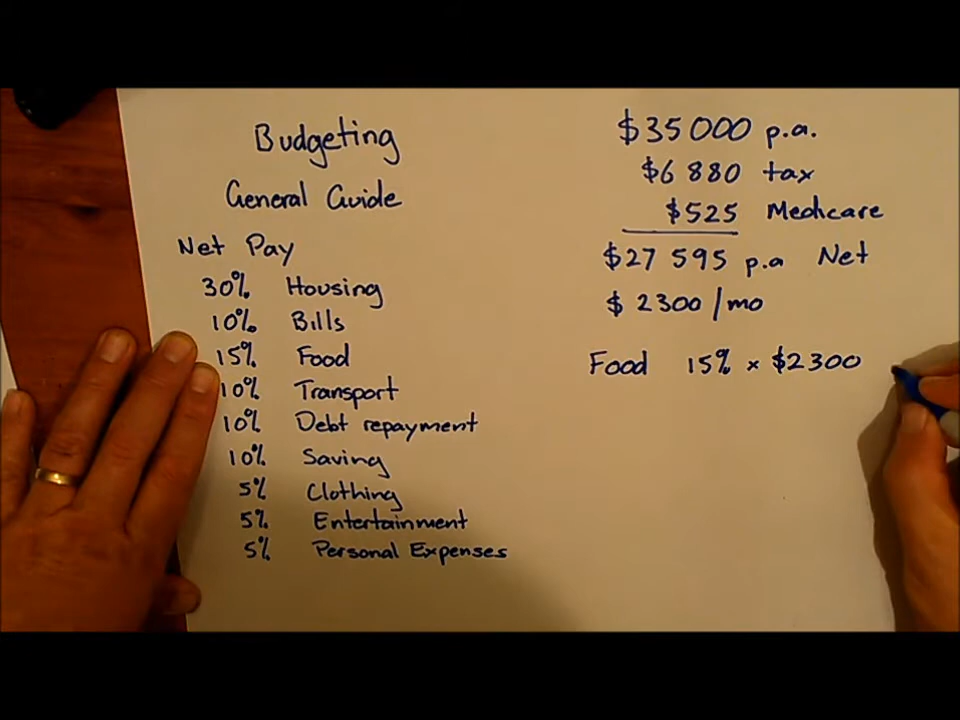 Budgeting
General Guide
Net Pay
30% Housing
10% Bills
15% Food
10% Transport
10% Debt repayment
10% Saving
5% Clothing
5% Entertainment
5% Personal Expenses
$35 000 p.a.
$6 880 tax
$525 Medicare
$27 595 p.a Net
$ 2300 /mo
Food 15% × $2300